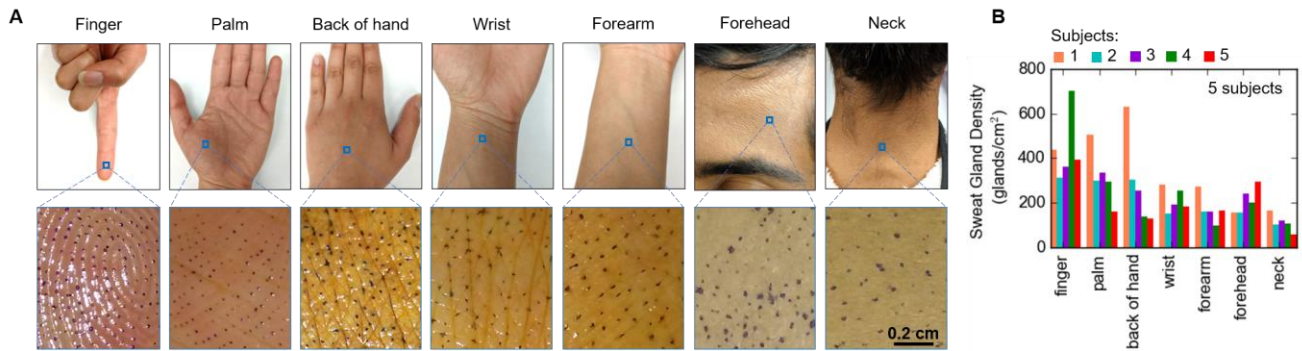 A
Finger
Palm
Back of hand
Wrist
Forearm
Forehead
Neck
0.2 cm
B
Subjects:
1 2 3 4 5
5 subjects
Sweat Gland Density
(glands/cm²)
800
600
400
200
0
finger
palm
back of hand
wrist
forearm
forehead
neck